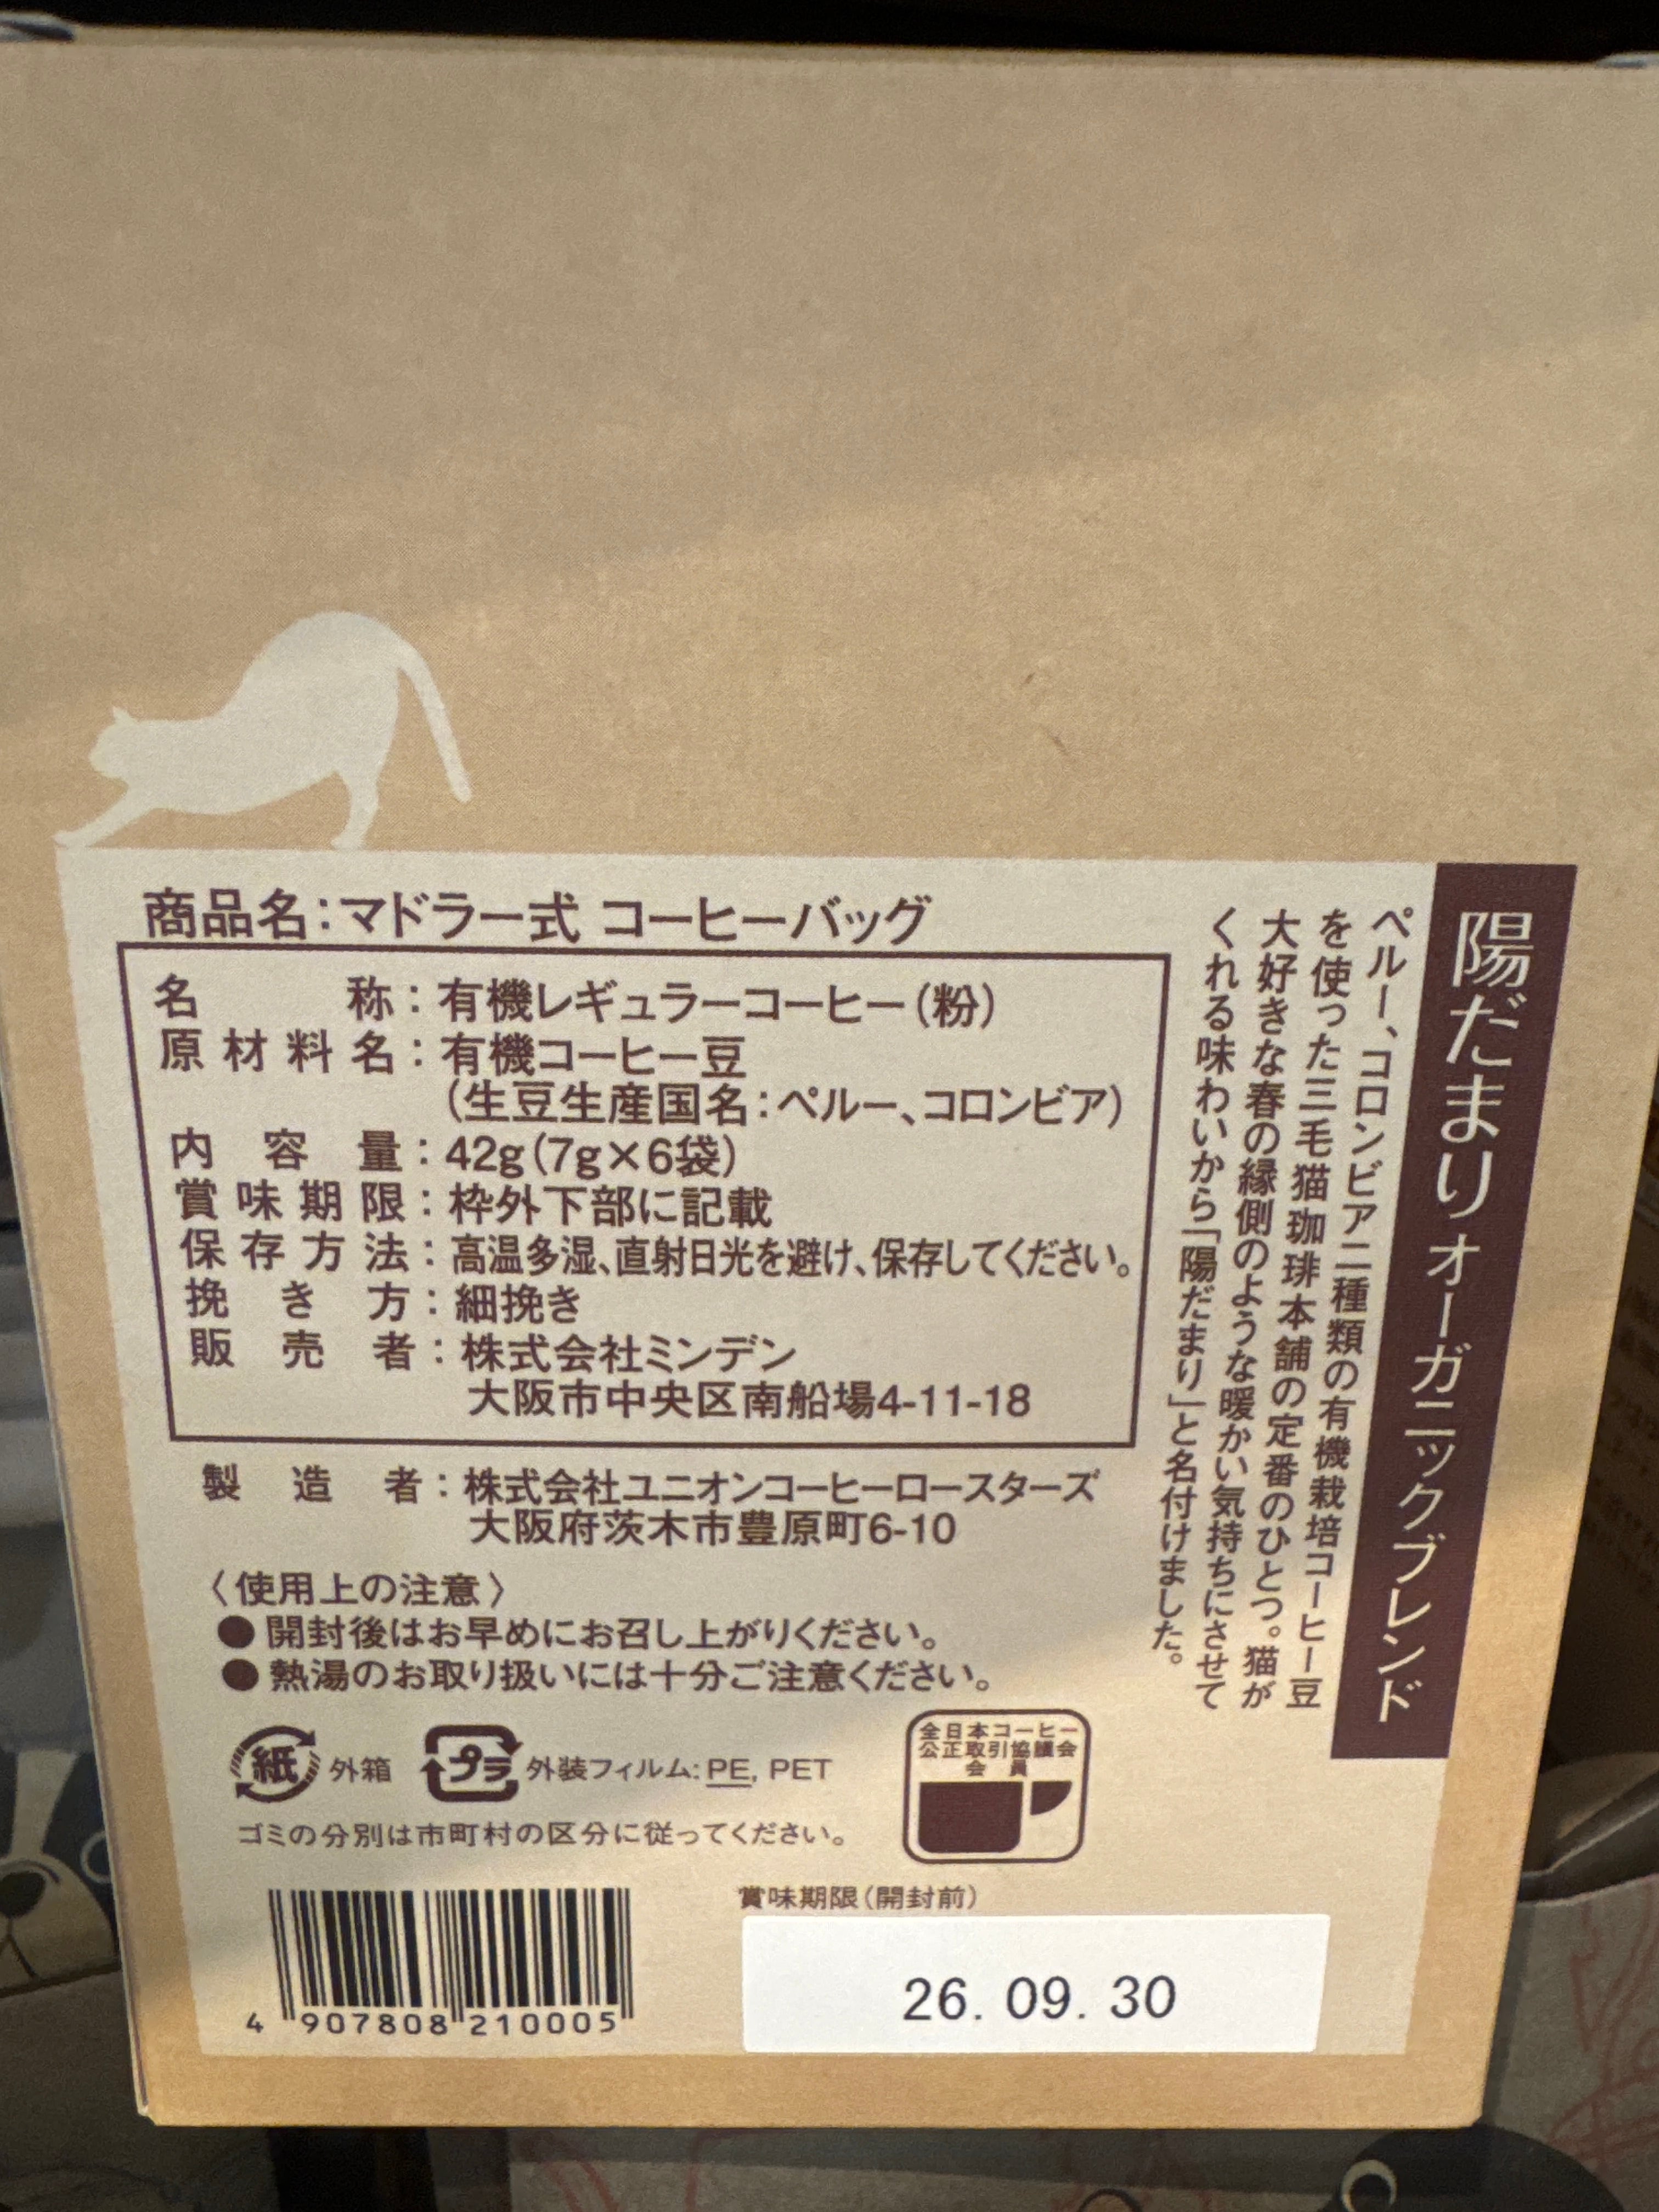 陽だまりオーガニックブレンド
ペルー、コロンビア二種類の有機栽培コーヒー豆
を使った三毛猫珈琲本舗の定番のひとつ。猫が
大好きな春の縁側のような暖かい気持ちにさせて
くれる味わいから「陽だまり」と名付けました。
商品名:マドラー式 コーヒーバッグ
名称:有機レギュラーコーヒー(粉)
原材料名:有機コーヒー豆
(生豆生産国名:ペルー、コロンビア)
内容量:42g(7g×6袋)
賞味期限:枠外下部に記載
保存方法:高温多湿、直射日光を避け、保存してください。
挽き方:細挽き
販売者:株式会社ミンデン
大阪市中央区南船場4-11-18
製造者:株式会社ユニオンコーヒーロースターズ
大阪府茨木市豊原町6-10
〈使用上の注意〉
●開封後はお早めにお召し上がりください。
●熱湯のお取り扱いには十分ご注意ください。
紙 外箱 プラ 外装フィルム:PE, PET
ゴミの分別は市町村の区分に従ってください。
全日本コーヒー
公正取引協議会
会員
賞味期限(開封前)
26. 09. 30
4 907808 210005